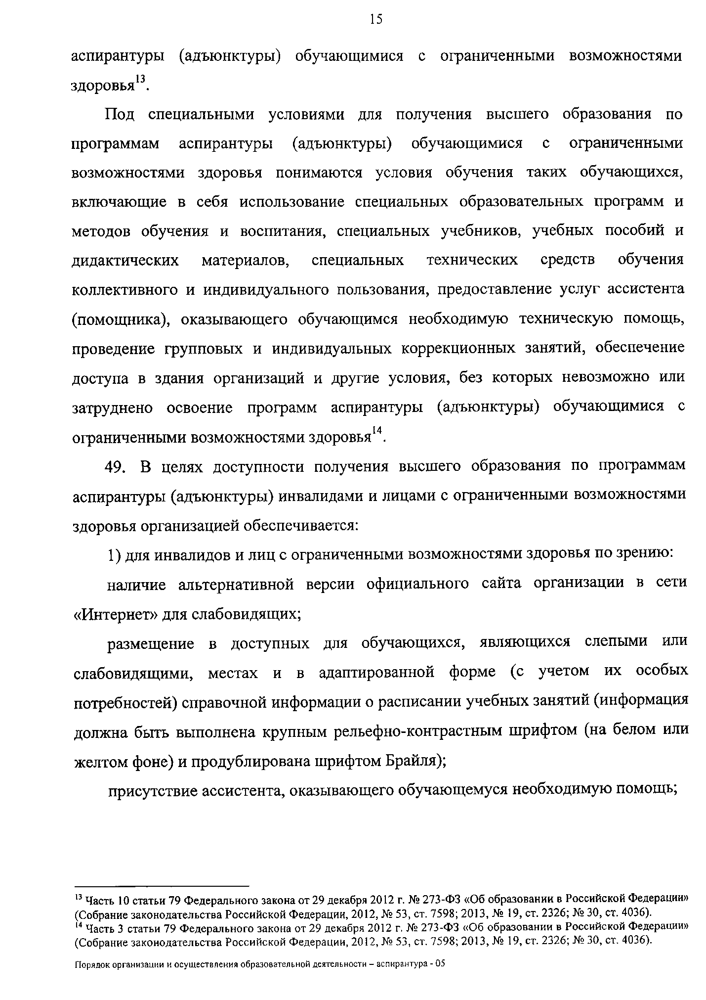 15
аспирантуры (адъюнктуры) обучающимися с ограниченными возможностями
здоровья¹³.
Под специальными условиями для получения высшего образования по
программам аспирантуры (адъюнктуры) обучающимися с ограниченными
возможностями здоровья понимаются условия обучения таких обучающихся,
включающие в себя использование специальных образовательных программ и
методов обучения и воспитания, специальных учебников, учебных пособий и
дидактических материалов, специальных технических средств обучения
коллективного и индивидуального пользования, предоставление услуг ассистента
(помощника), оказывающего обучающимся необходимую техническую помощь,
проведение групповых и индивидуальных коррекционных занятий, обеспечение
доступа в здания организаций и другие условия, без которых невозможно или
затруднено освоение программ аспирантуры (адъюнктуры) обучающимися с
ограниченными возможностями здоровья¹⁴.
49. В целях доступности получения высшего образования по программам
аспирантуры (адъюнктуры) инвалидами и лицами с ограниченными возможностями
здоровья организацией обеспечивается:
1) для инвалидов и лиц с ограниченными возможностями здоровья по зрению:
наличие альтернативной версии официального сайта организации в сети
«Интернет» для слабовидящих;
размещение в доступных для обучающихся, являющихся слепыми или
слабовидящими, местах и в адаптированной форме (с учетом их особых
потребностей) справочной информации о расписании учебных занятий (информация
должна быть выполнена крупным рельефно-контрастным шрифтом (на белом или
желтом фоне) и продублирована шрифтом Брайля);
присутствие ассистента, оказывающего обучающемуся необходимую помощь;
¹³ Часть 10 статьи 79 Федерального закона от 29 декабря 2012 г. № 273-ФЗ «Об образовании в Российской Федерации»
(Собрание законодательства Российской Федерации, 2012, № 53, ст. 7598; 2013, № 19, ст. 2326; № 30, ст. 4036).
¹⁴ Часть 3 статьи 79 Федерального закона от 29 декабря 2012 г. № 273-ФЗ «Об образовании в Российской Федерации»
(Собрание законодательства Российской Федерации, 2012, № 53, ст. 7598; 2013, № 19, ст. 2326; № 30, ст. 4036).
Порядок организации и осуществления образовательной деятельности – аспирантура - 05